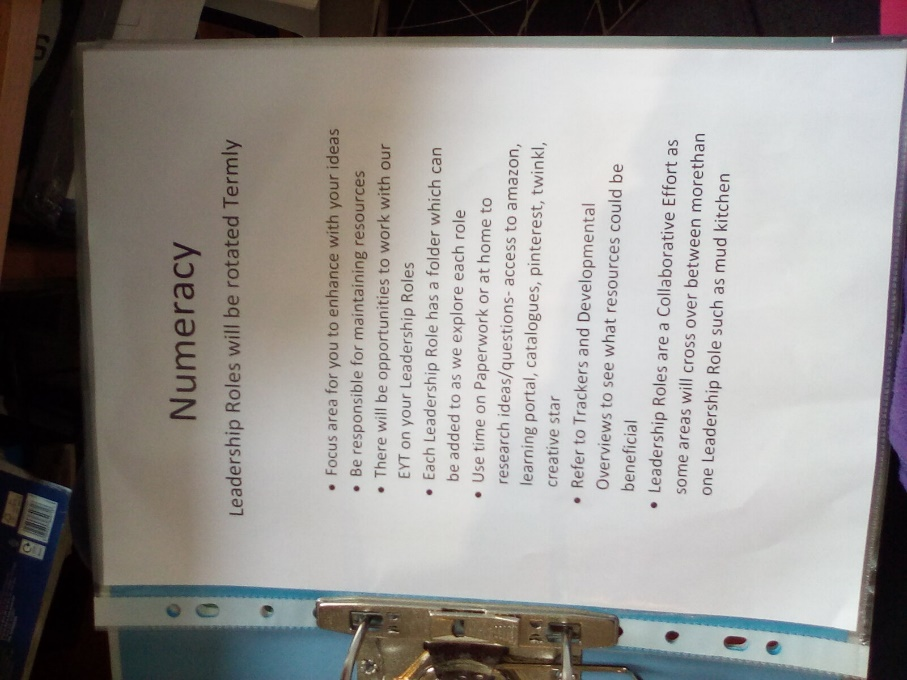 Numeracy
Leadership Roles will be rotated Termly
• Focus area for you to enhance with your ideas
• Be responsible for maintaining resources
• There will be opportunities to work with our
EYT on your Leadership Roles
• Each Leadership Role has a folder which can
be added to as we explore each role
• Use time on Paperwork or at home to
research ideas/questions- access to amazon,
learning portal, catalogues, pinterest, twinkl,
creative star
• Refer to Trackers and Developmental
Overviews to see what resources could be
beneficial
• Leadership Roles are a Collaborative Effort as
some areas will cross over between morethan
one Leadership Role such as mud kitchen